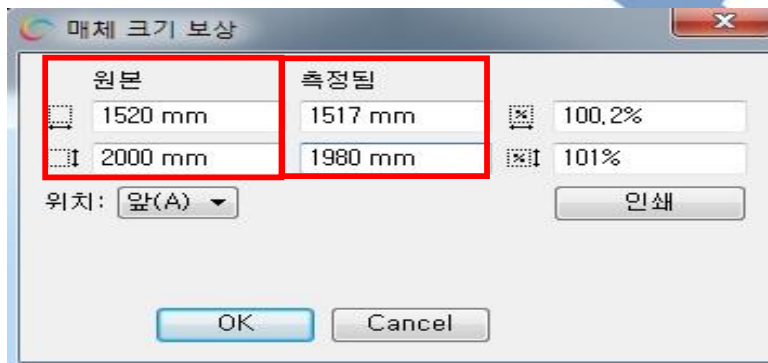 매체 크기 보상
원본 측정됨
1520 mm 1517 mm 100,2%
2000 mm 1980 mm 101%
위치: 앞(A) 인쇄
OK Cancel